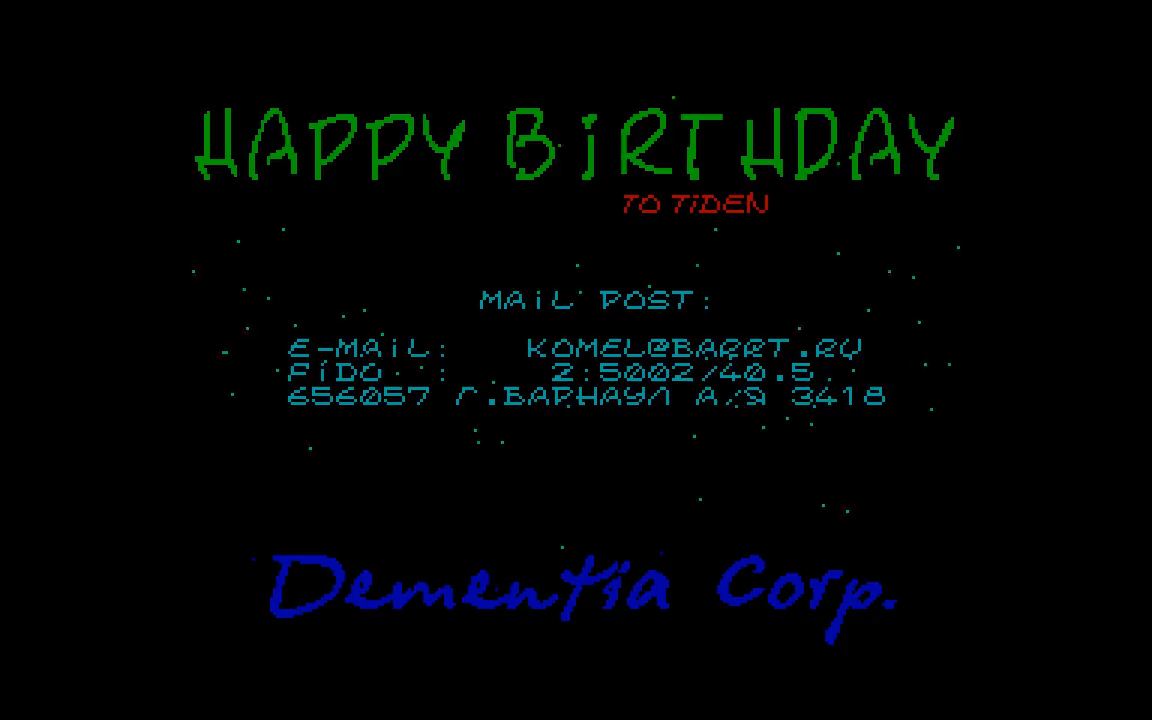 HAPPY BiRTHDAY
TO TiDEN
MAiL POST:
E-MAiL: KOMEL@BARRT.RU
FiDO : 2:5002/40.5
656057 Г.БАРНАУЛ А/Я 3418
Dementia Corp.